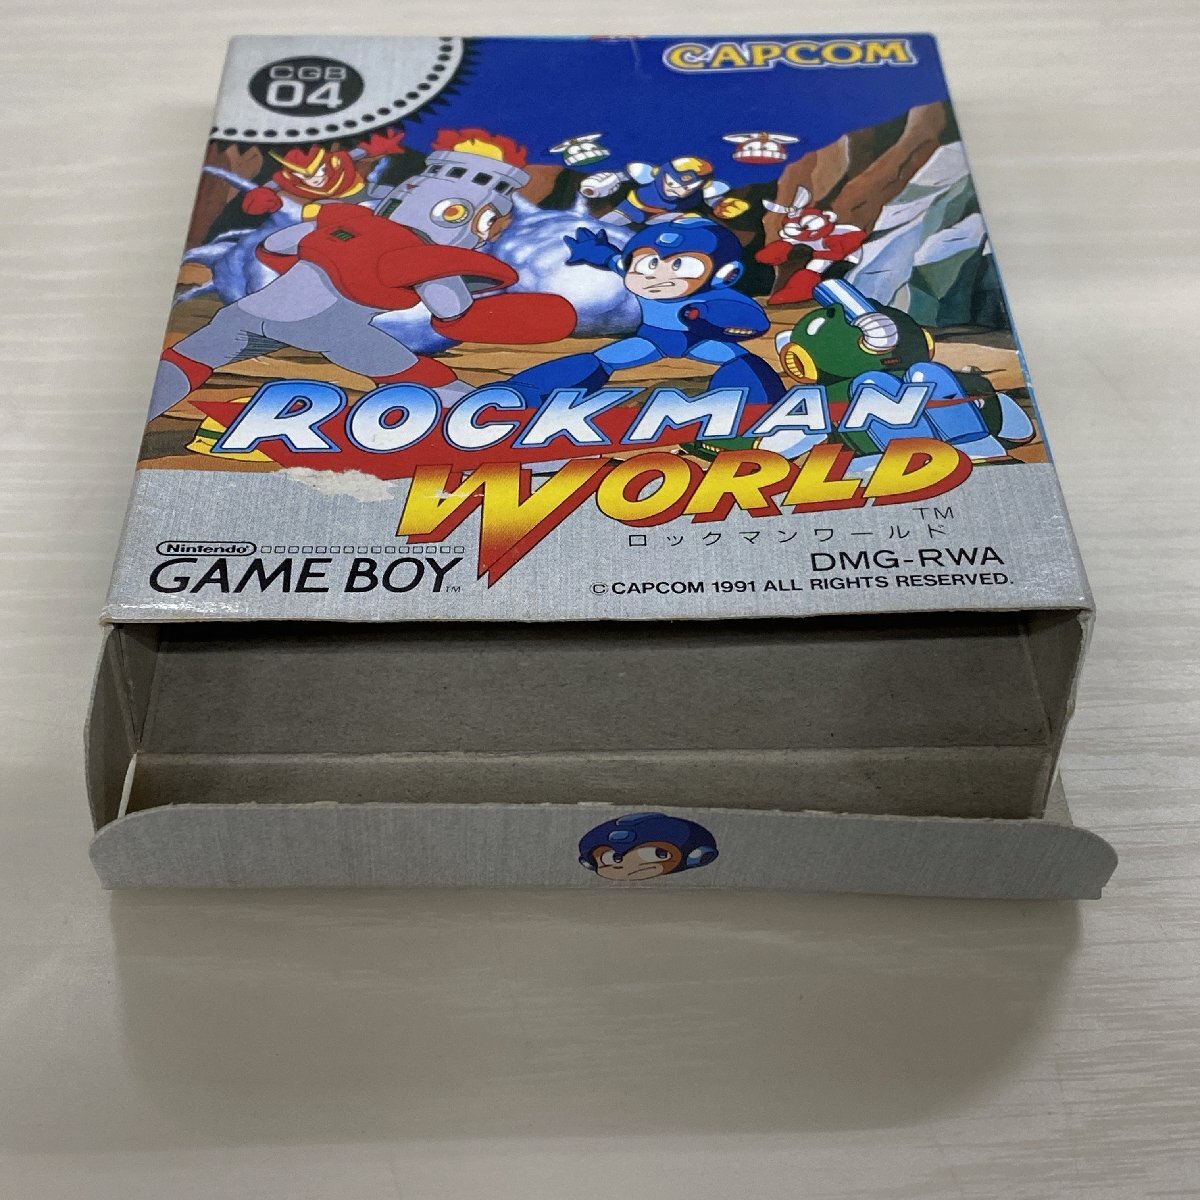 CGB
04
CAPCOM
ROCKMAN
WORLD
TM
ロックマンワールド
Nintendo
GAME BOY
TM
DMG-RWA
© CAPCOM 1991 ALL RIGHTS RESERVED.